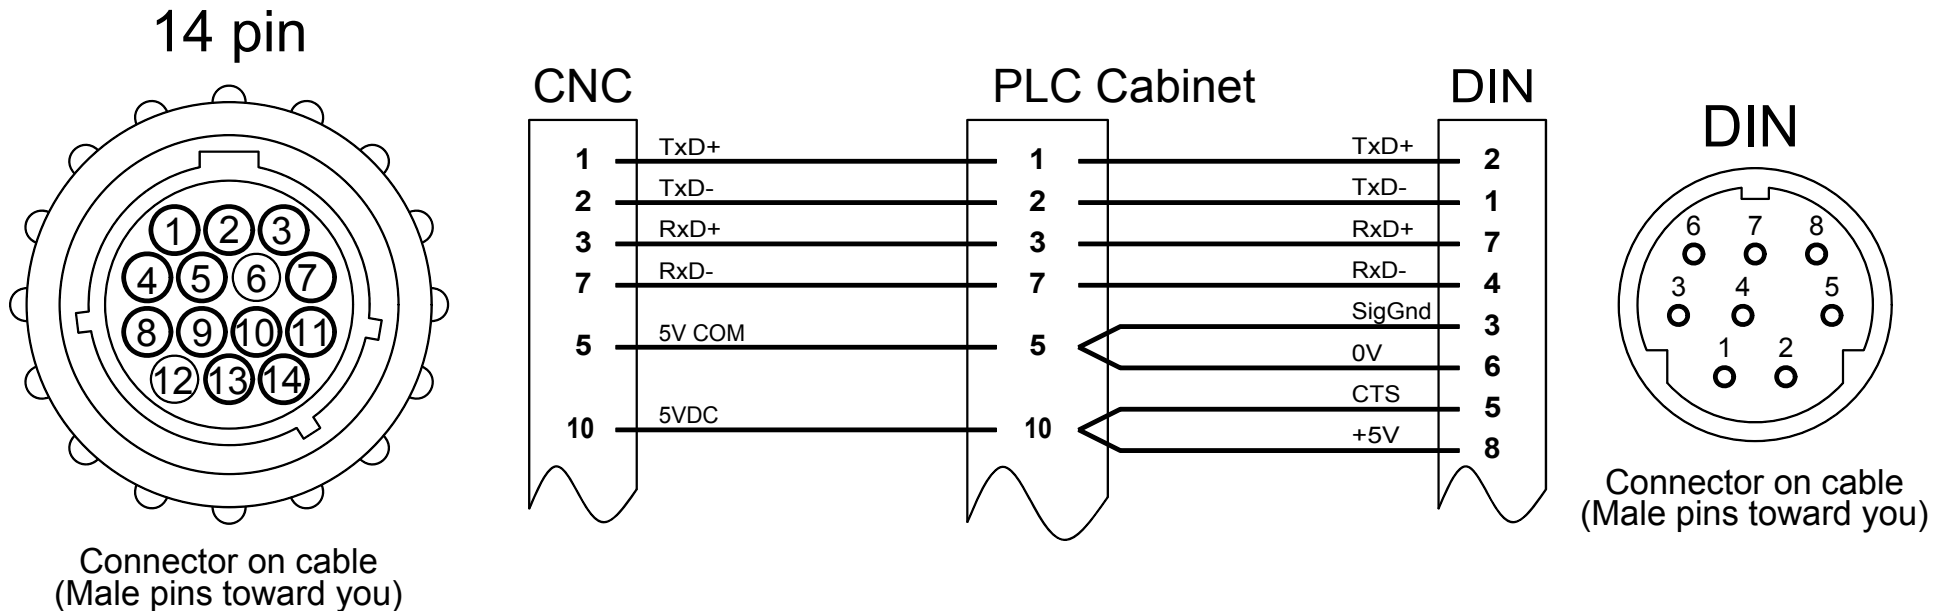 14 pin
1 2 3
4 5 6 7
8 9 10 11
12 13 14
Connector on cable
(Male pins toward you)
CNC PLC Cabinet DIN
1 TxD+ 1 TxD+ 2
2 TxD- 2 TxD- 1
3 RxD+ 3 RxD+ 7
7 RxD- 7 RxD- 4
SigGnd 3
5 5V COM 5
0V 6
CTS 5
10 5VDC 10
+5V 8
DIN
6 7 8
3 4 5
1 2
Connector on cable
(Male pins toward you)